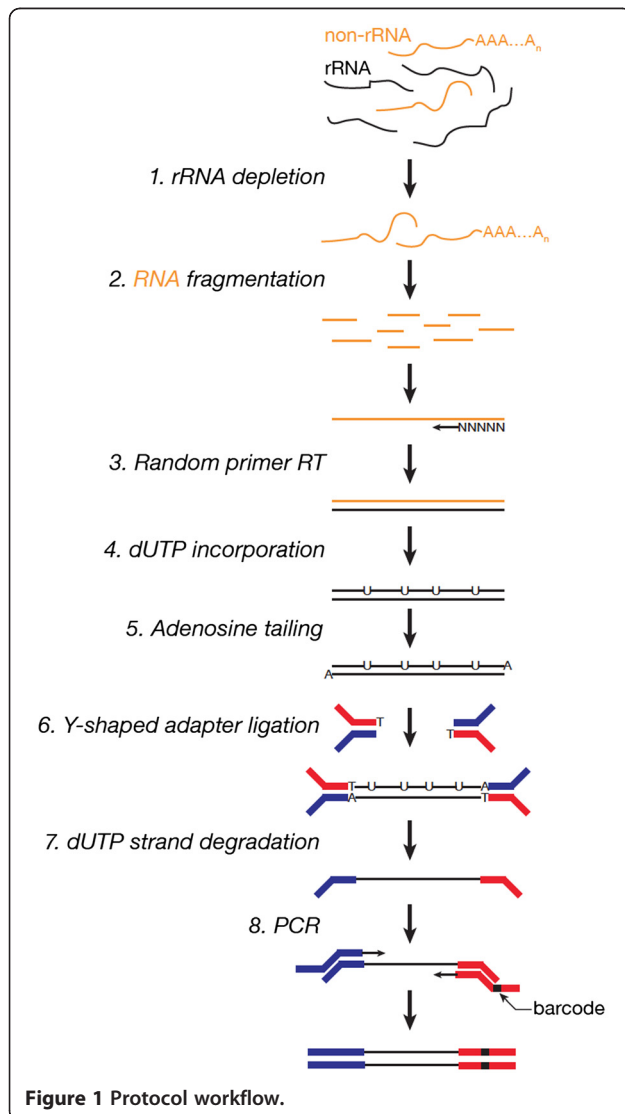 non-rRNA
AAA...An
rRNA
1. rRNA depletion
AAA...An
2. RNA fragmentation
NNNNN
3. Random primer RT
4. dUTP incorporation
U U U U
5. Adenosine tailing
A U U U U A
6. Y-shaped adapter ligation
T
T
T U U U U A
A T
7. dUTP strand degradation
8. PCR
barcode
Figure 1 Protocol workflow.